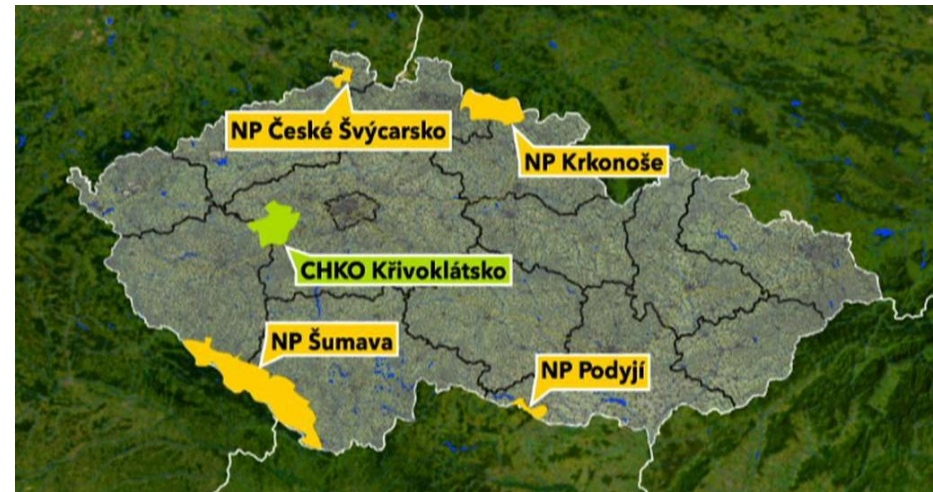 NP České Švýcarsko
NP Krkonoše
CHKO Křivoklátsko
NP Šumava
NP Podyjí